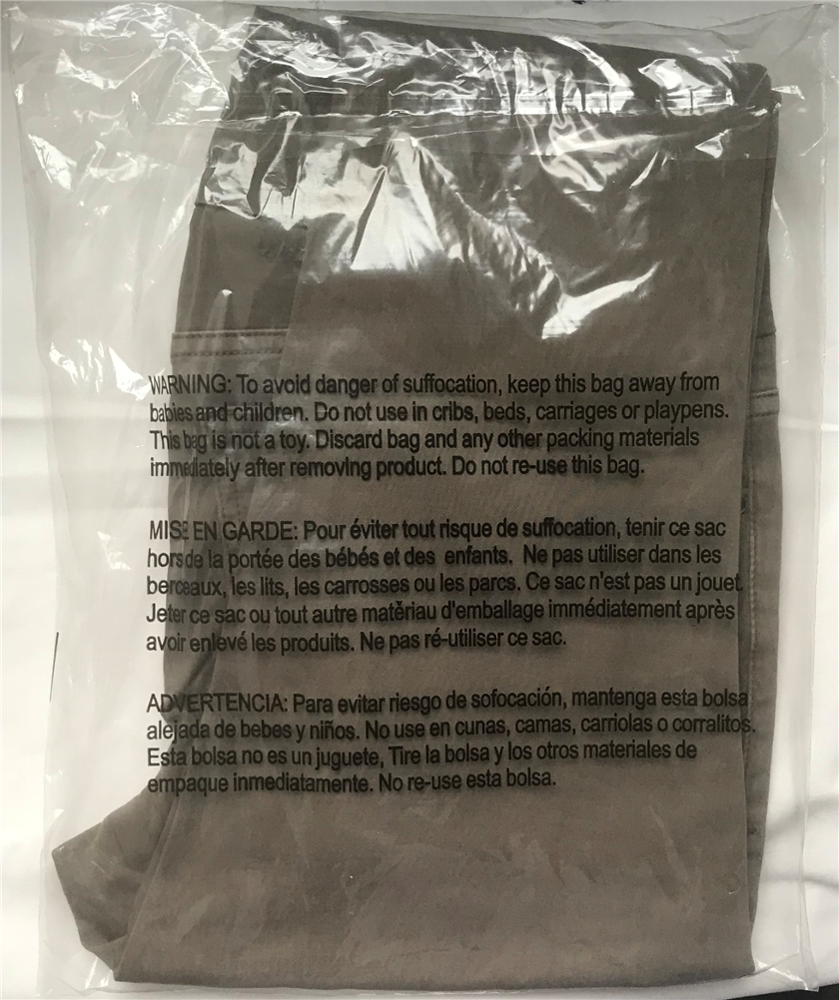 WARNING: To avoid danger of suffocation, keep this bag away from
babies and children. Do not use in cribs, beds, carriages or playpens.
This bag is not a toy. Discard bag and any other packing materials
immediately after removing product. Do not re-use this bag.
MISE EN GARDE: Pour éviter tout risque de suffocation, tenir ce sac
hors de la portée des bébés et des enfants. Ne pas utiliser dans les
berceaux, les lits, les carrosses ou les parcs. Ce sac n'est pas un jouet.
Jeter ce sac ou tout autre matěriau d'emballage immédiatement après
avoir enlevé les produits. Ne pas ré-utiliser ce sac.
ADVERTENCIA: Para evitar riesgo de sofocación, mantenga esta bolsa
alejada de bebes y niños. No use en cunas, camas, carriolas o corralitos.
Esta bolsa no es un juguete, Tire la bolsa y los otros materiales de
empaque inmediatamente. No re-use esta bolsa.